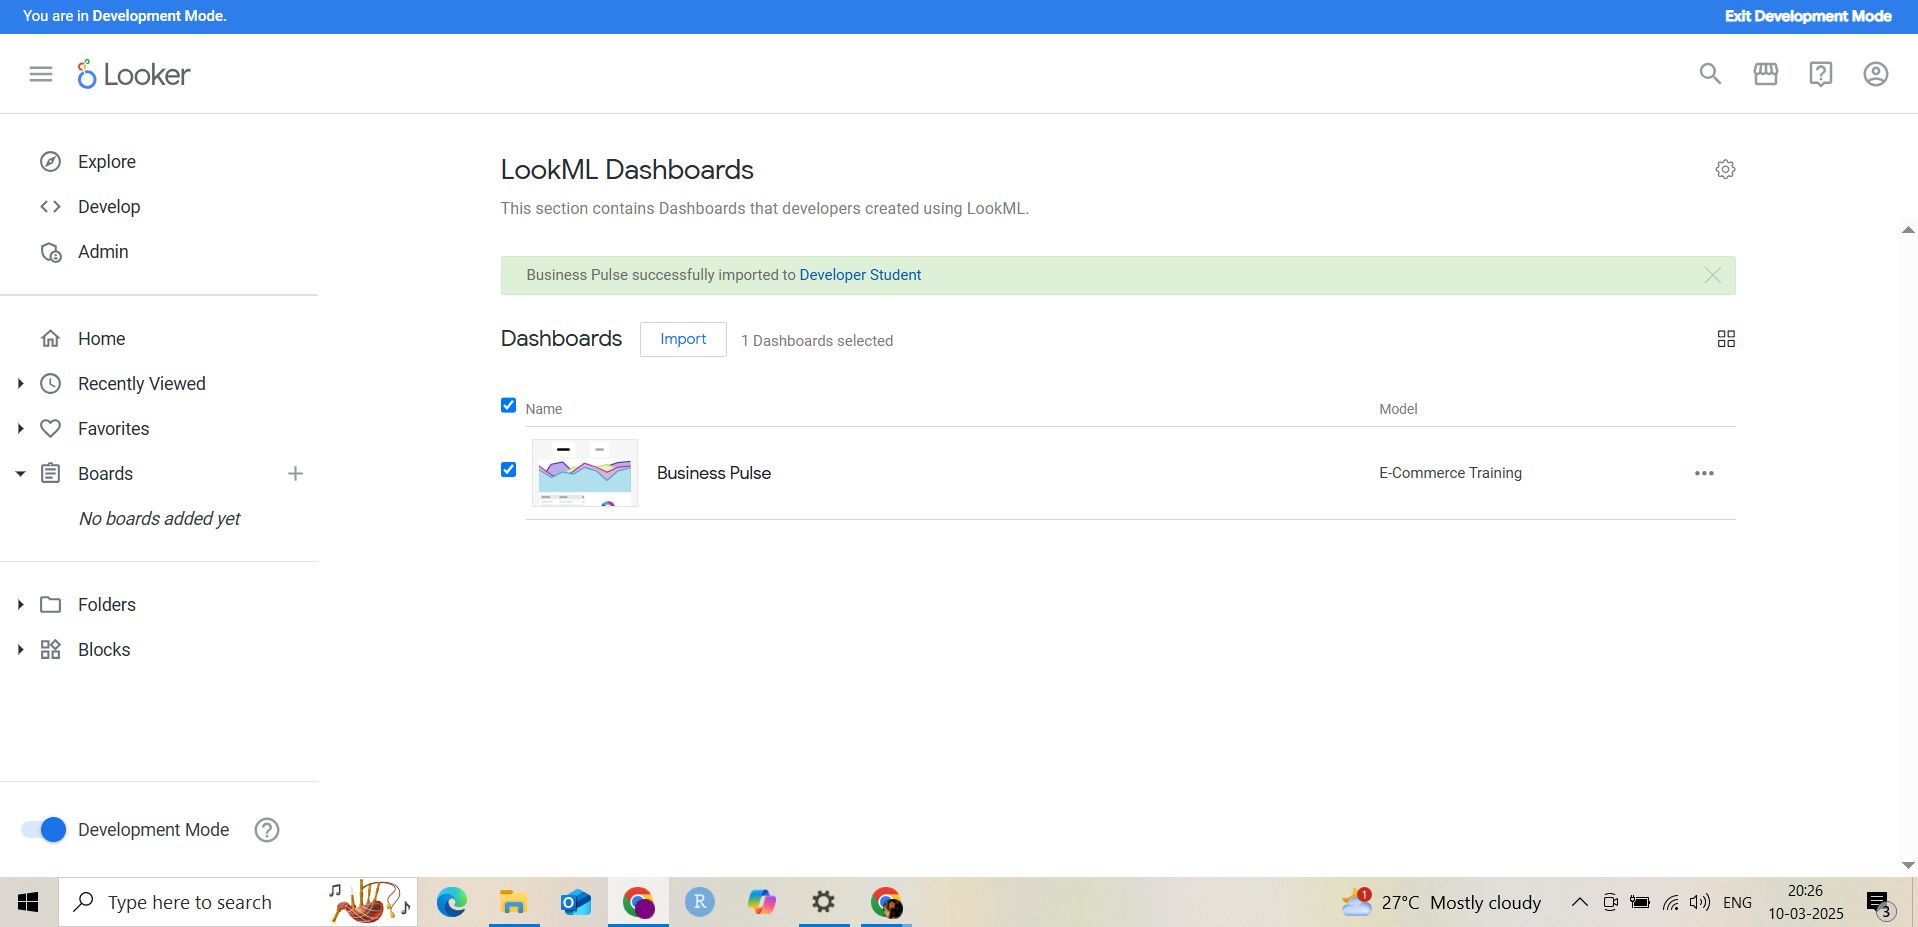 You are in Development Mode.
Exit Development Mode
Looker
Explore
Develop
Admin
Home
Recently Viewed
Favorites
Boards
No boards added yet
Folders
Blocks
Development Mode
LookML Dashboards
This section contains Dashboards that developers created using LookML.
Business Pulse successfully imported to Developer Student
Dashboards
Import
1 Dashboards selected
Name
Model
Business Pulse
E-Commerce Training
Type here to search
R
1
27°C Mostly cloudy
ENG
20:26
10-03-2025
3